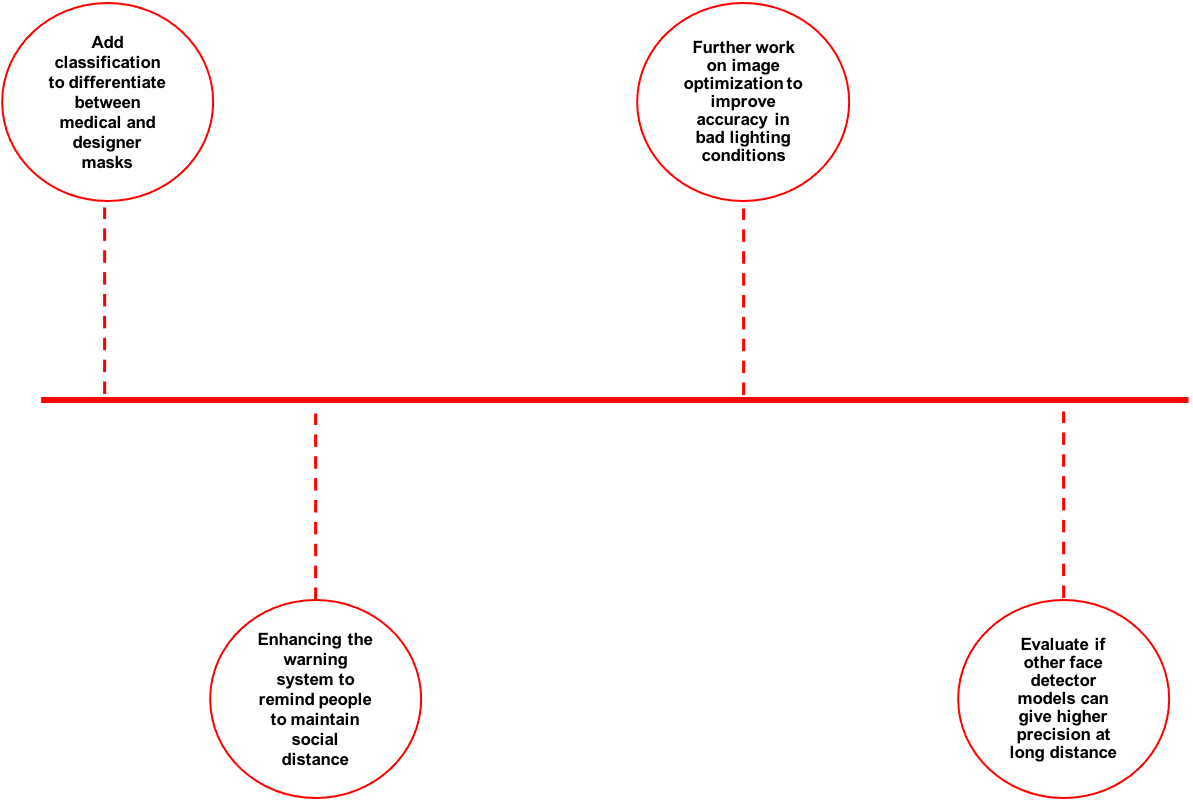 Add
classification
to differentiate
between
medical and
designer
masks
Further work
on image
optimization to
improve
accuracy in
bad lighting
conditions
Enhancing the
warning
system to
remind people
to maintain
social
distance
Evaluate if
other face
detector
models can
give higher
precision at
long distance